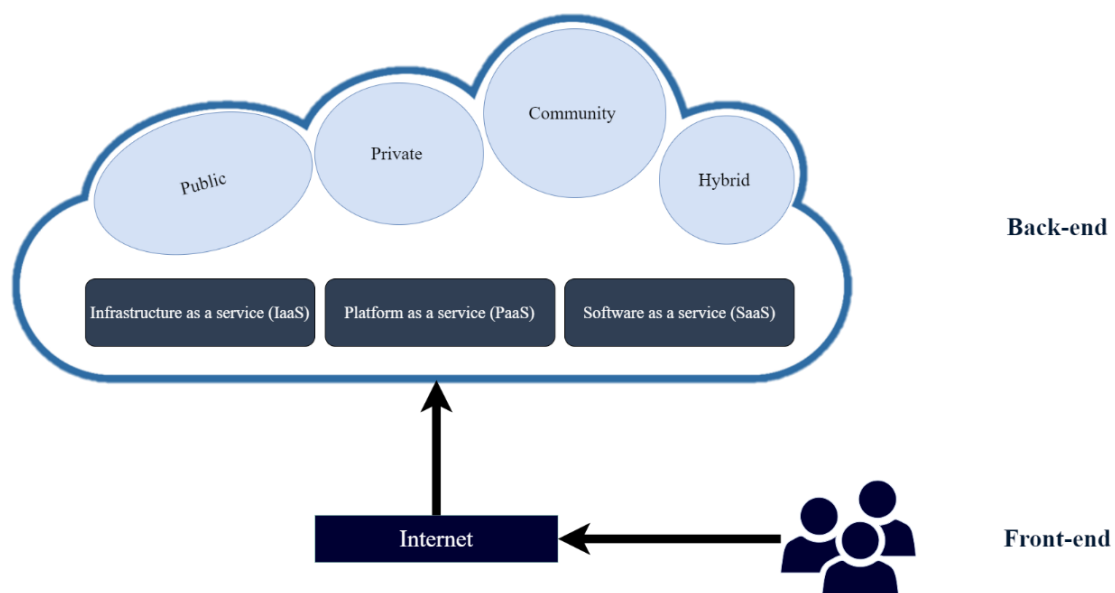 Community
Private
Public
Hybrid
Back-end
Infrastructure as a service (IaaS)
Platform as a service (PaaS)
Software as a service (SaaS)
Internet
Front-end